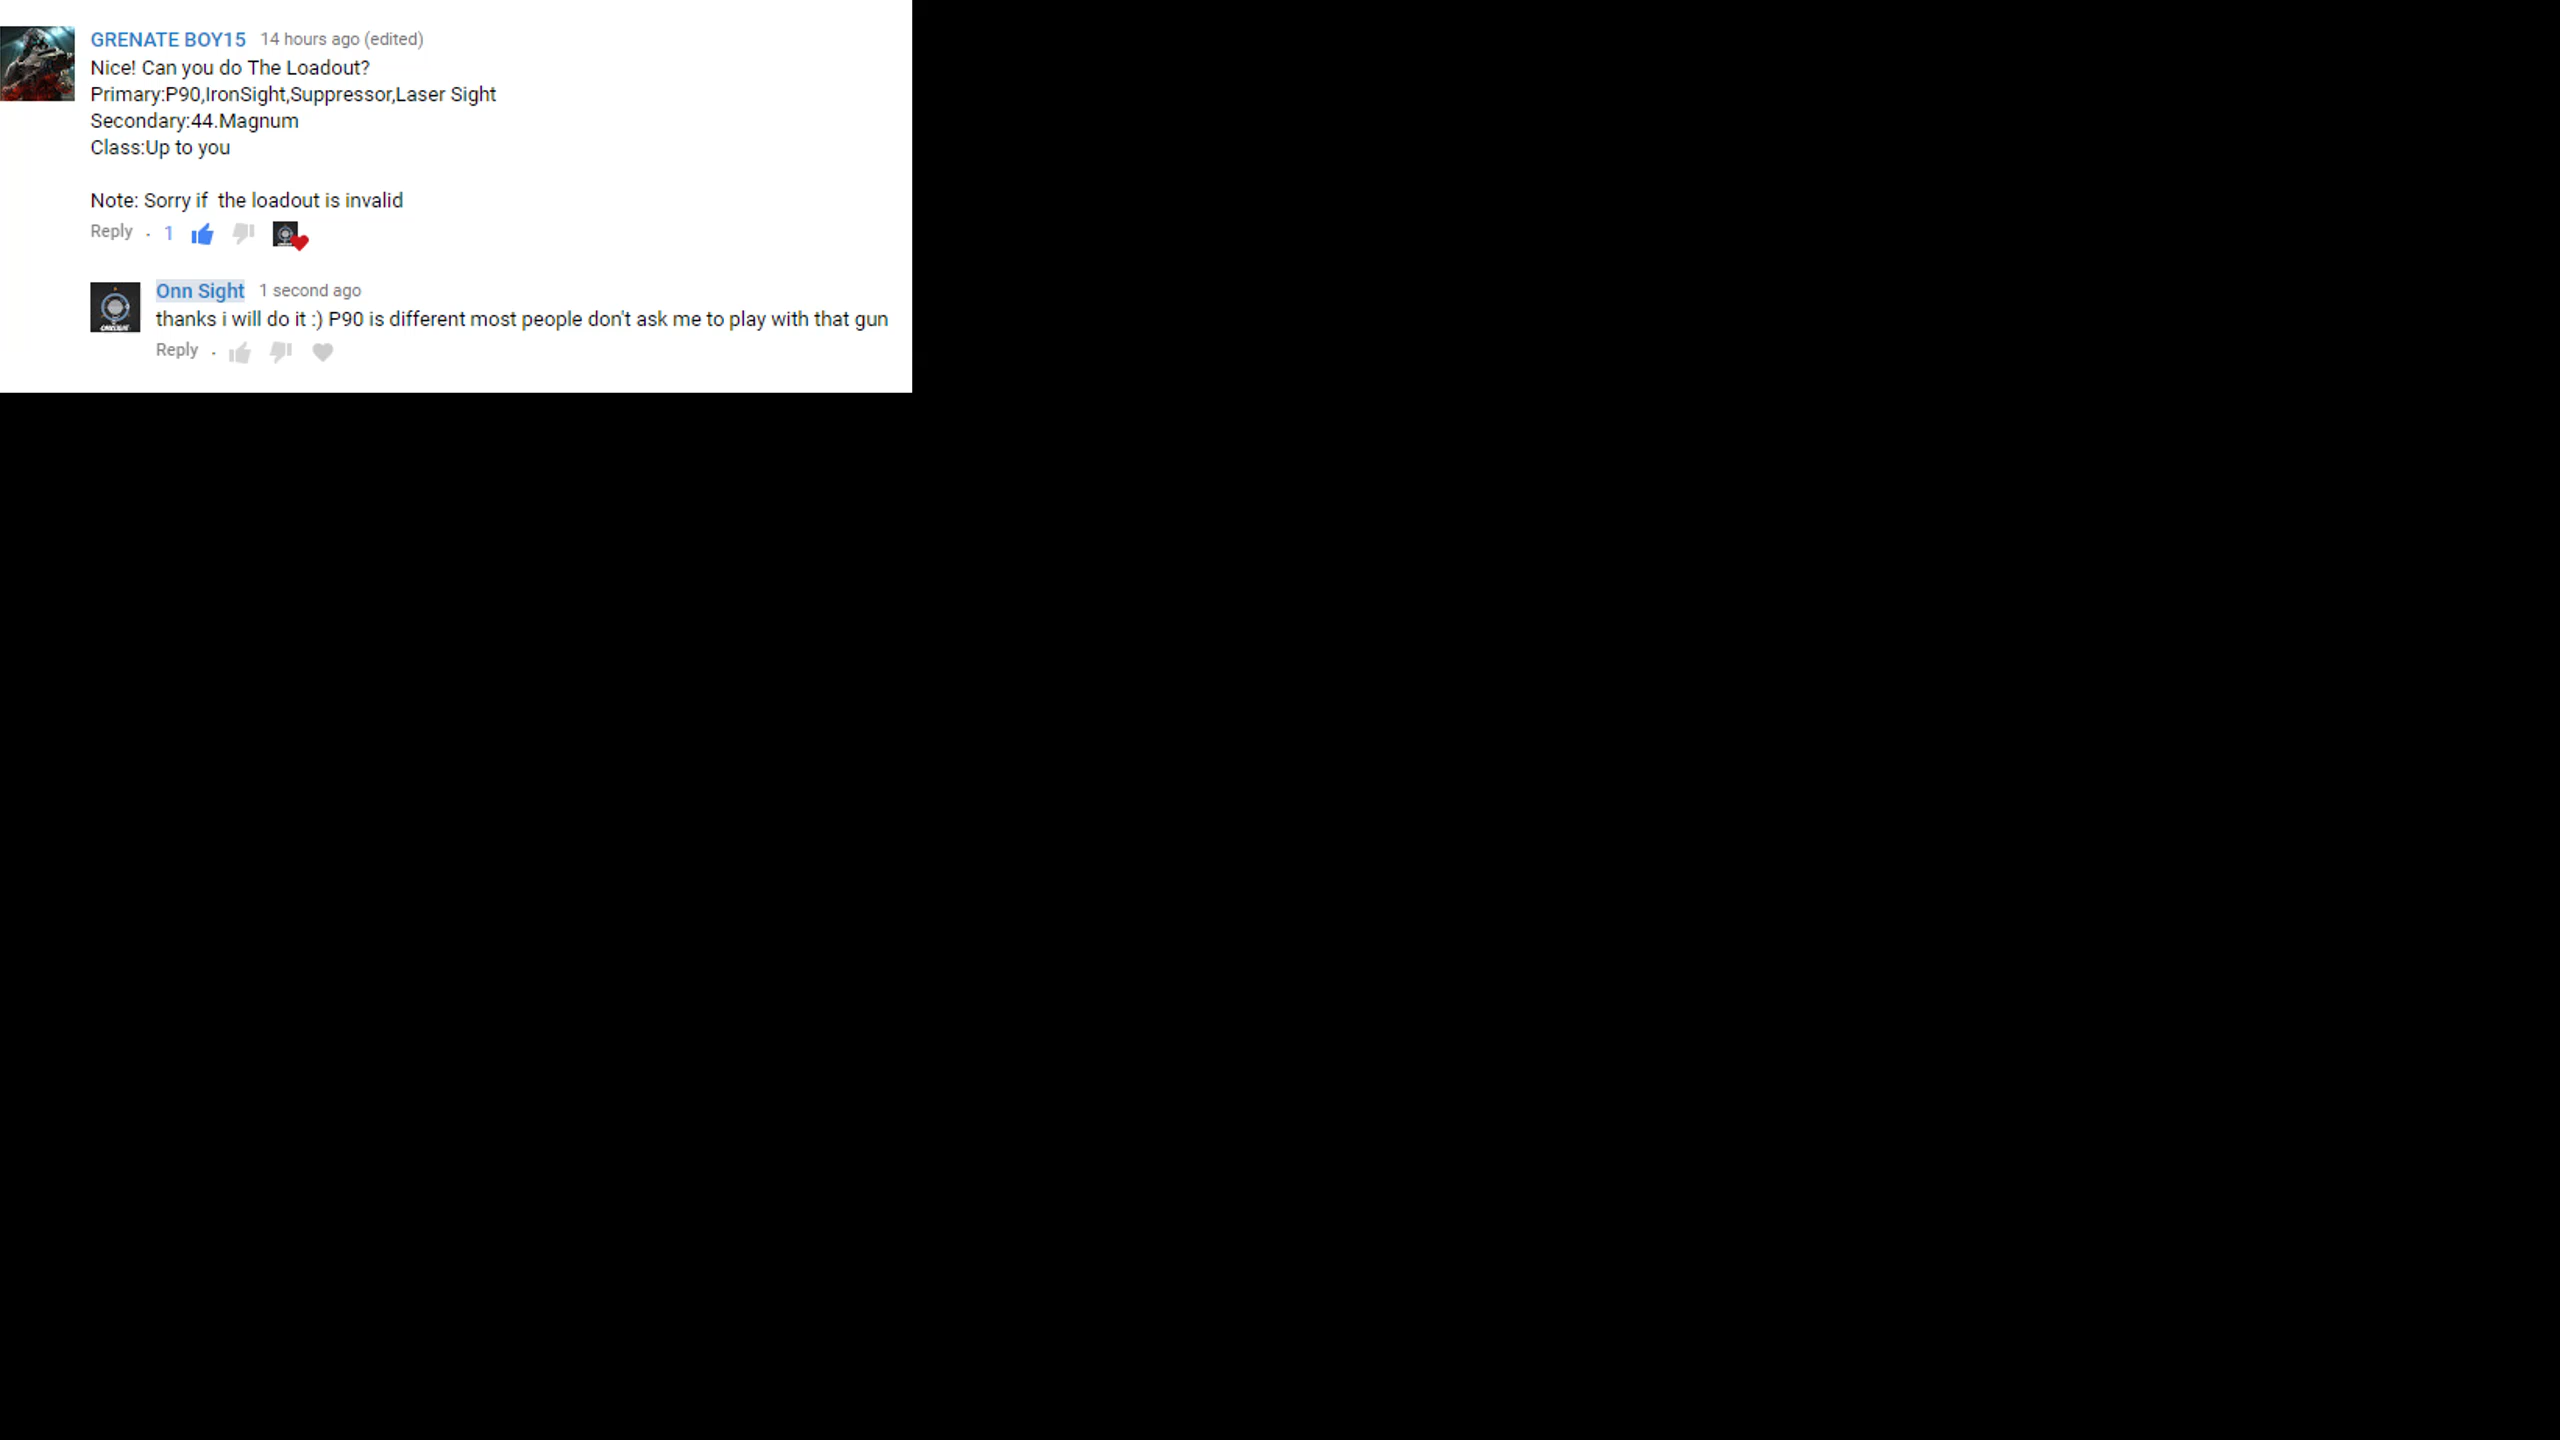 GRENATE BOY15 14 hours ago (edited)
Nice! Can you do The Loadout?
Primary:P90,IronSight,Suppressor,Laser Sight
Secondary:44.Magnum
Class:Up to you
Note: Sorry if  the loadout is invalid
Reply · 1
Onn Sight 1 second ago
thanks i will do it :) P90 is different most people don't ask me to play with that gun
Reply ·